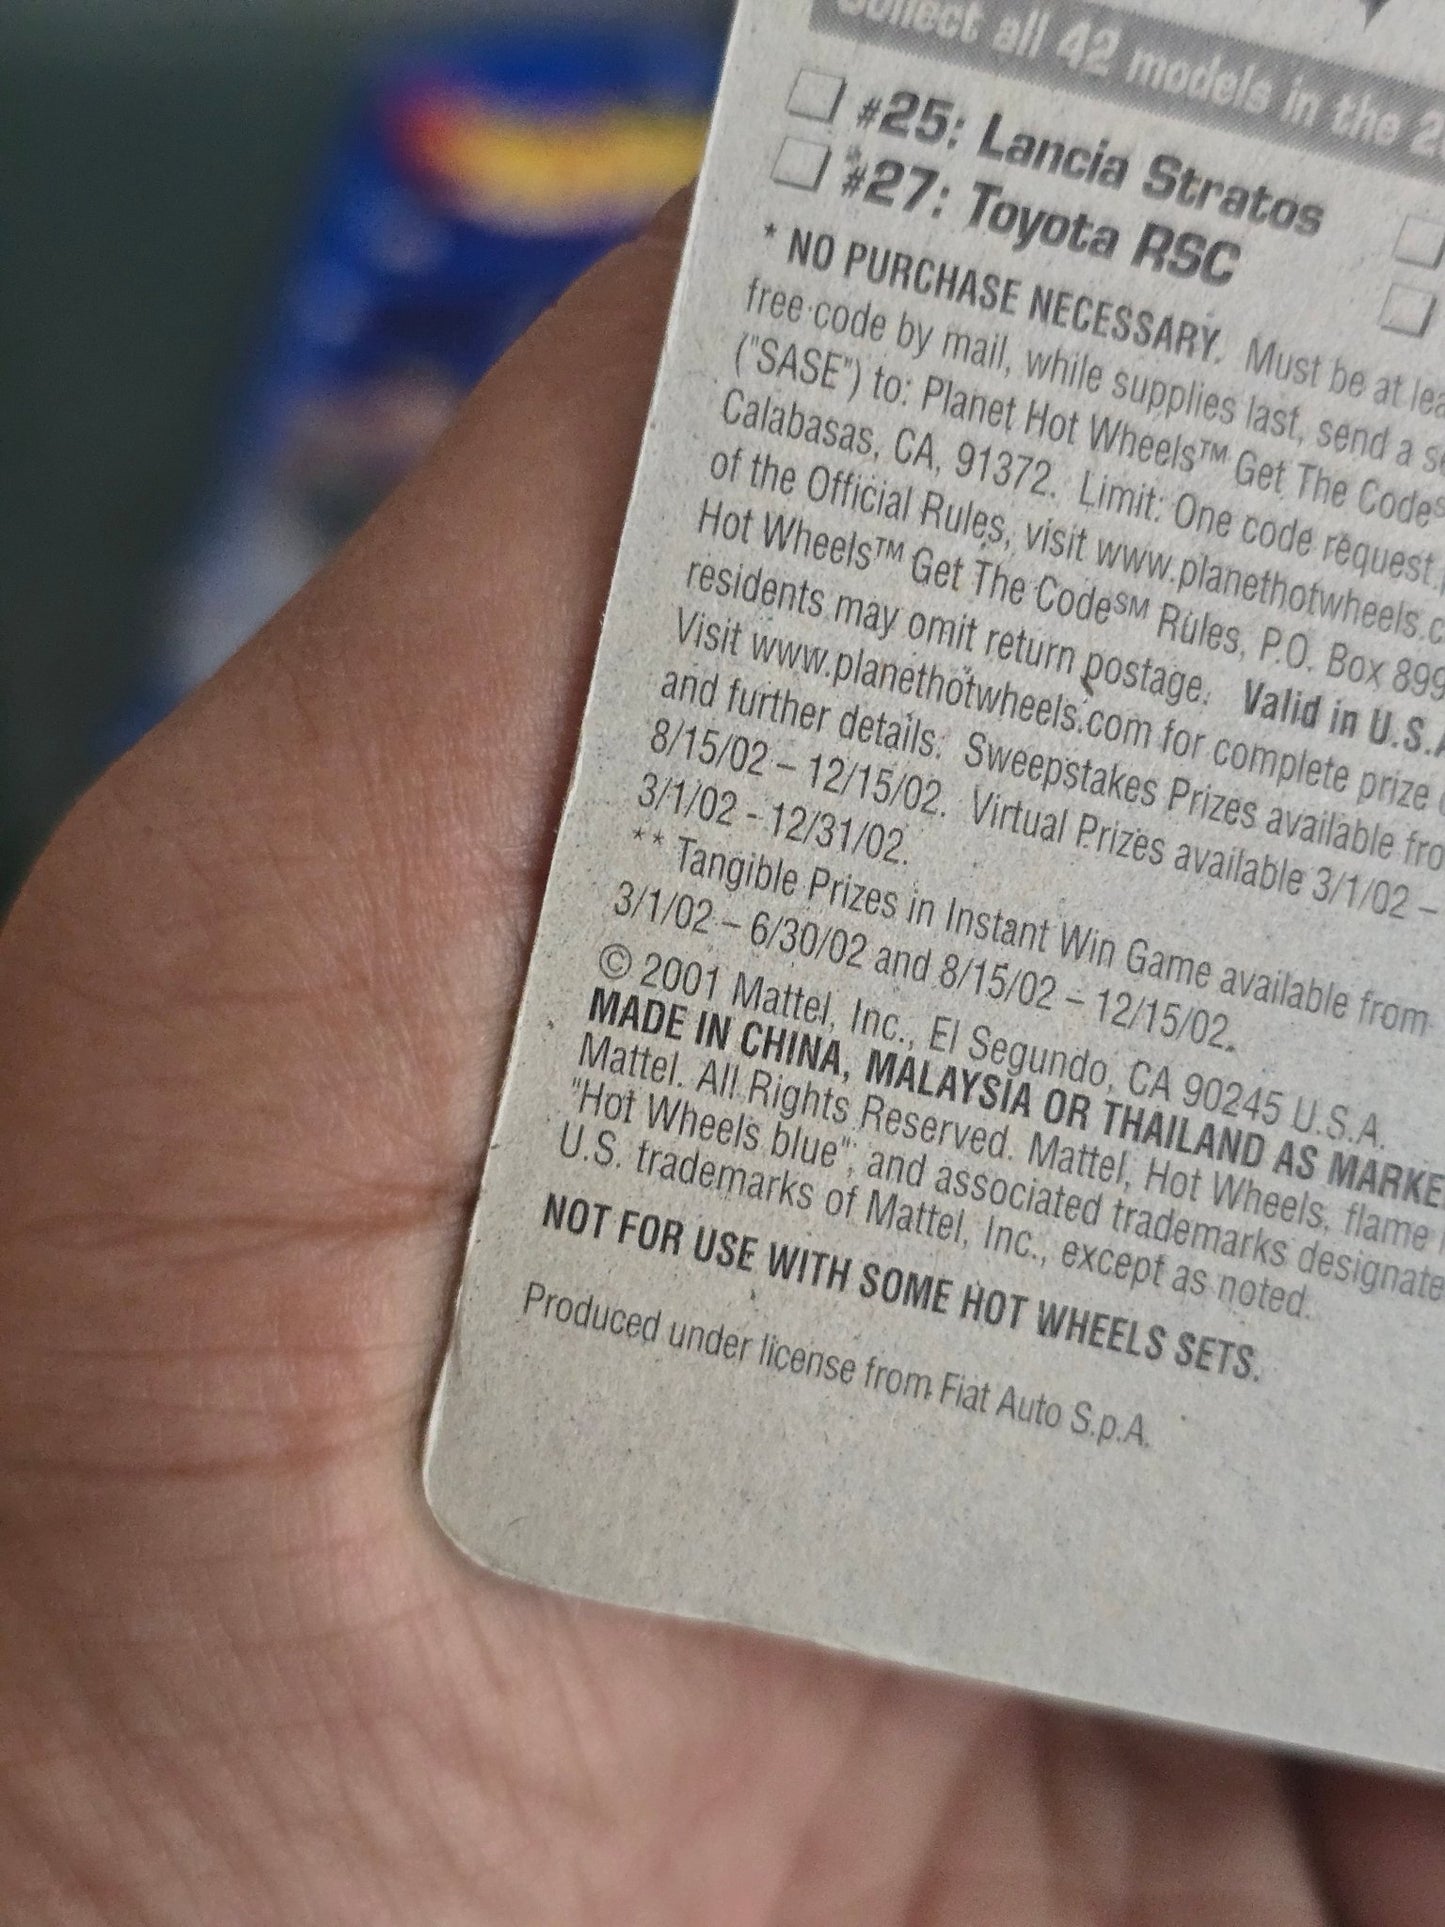 Collect all 42 models in the
#25: Lancia Stratos
#27: Toyota RSC
* NO PURCHASE NECESSARY. Must be at
free code by mail, while supplies last, send a
("SASE") to: Planet Hot Wheels™ Get The Code
Calabasas, CA, 91372. Limit: One code request
of the Official Rules, visit www.planethotwheels.c
Hot Wheels™ Get The Code℠ Rules, P.O. Box 899
residents may omit return postage. Valid in U.S.A
Visit www.planethotwheels.com for complete prize
and further details. Sweepstakes Prizes available fro
8/15/02 – 12/15/02. Virtual Prizes available 3/1/02 –
3/1/02 - 12/31/02.
** Tangible Prizes in Instant Win Game available from
3/1/02 – 6/30/02 and 8/15/02 – 12/15/02.
© 2001 Mattel, Inc., El Segundo, CA 90245 U.S.A.
MADE IN CHINA, MALAYSIA OR THAILAND AS MARKE
Mattel. All Rights Reserved. Mattel, Hot Wheels, flame
"Hot Wheels blue", and associated trademarks designate
U.S. trademarks of Mattel, Inc., except as noted.
NOT FOR USE WITH SOME HOT WHEELS SETS.
Produced under license from Fiat Auto S.p.A.